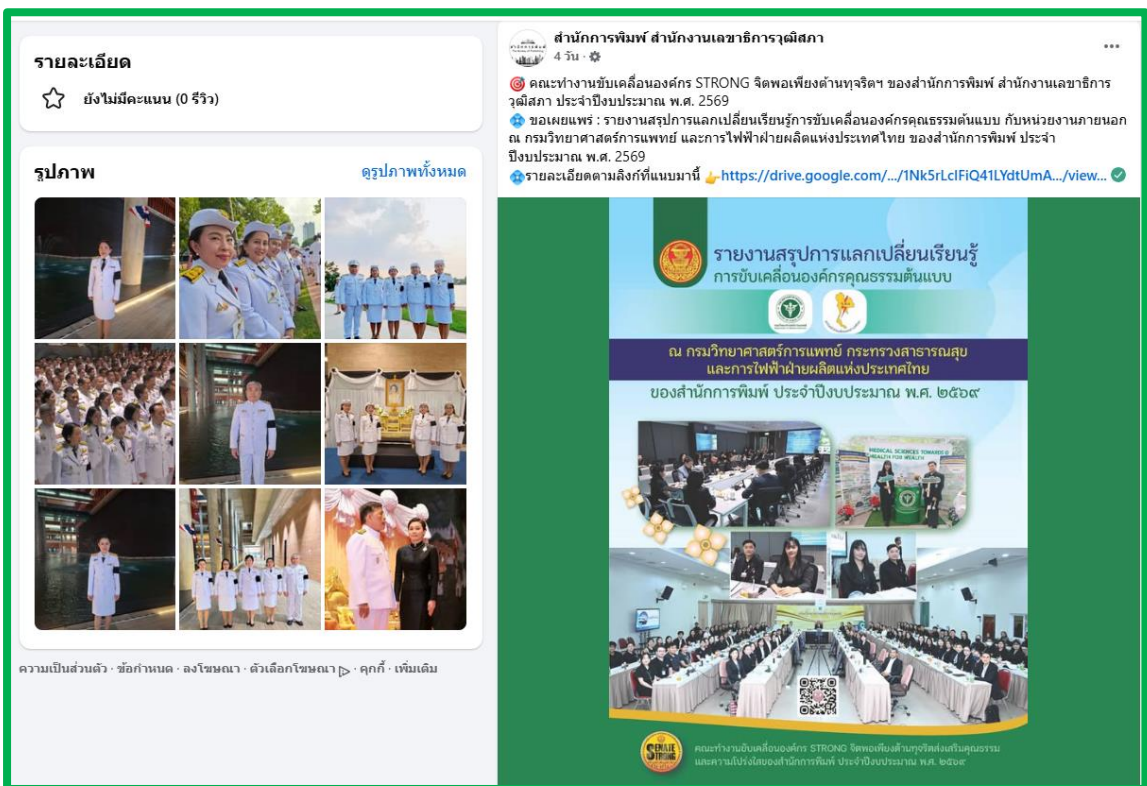 รายละเอียด
ยังไม่มีคะแนน (0 รีวิว)
รูปภาพ
ดูรูปภาพทั้งหมด
ความเป็นส่วนตัว · ข้อกำหนด · ลงโฆษณา · ตัวเลือกโฆษณา · คุกกี้ · เพิ่มเติม
สำนักการพิมพ์ สำนักงานเลขาธิการวุฒิสภา
4 วัน ·
🎯 คณะทำงานขับเคลื่อนองค์กร STRONG จิตพอเพียงต้านทุจริตฯ ของสำนักการพิมพ์ สำนักงานเลขาธิการ
วุฒิสภา ประจำปีงบประมาณ พ.ศ. 2569
💠 ขอเผยแพร่ : รายงานสรุปการแลกเปลี่ยนเรียนรู้การขับเคลื่อนองค์กรคุณธรรมต้นแบบ กับหน่วยงานภายนอก
ณ กรมวิทยาศาสตร์การแพทย์ และการไฟฟ้าฝ่ายผลิตแห่งประเทศไทย ของสำนักการพิมพ์ ประจำ
ปีงบประมาณ พ.ศ. 2569
💠รายละเอียดตามลิงก์ที่แนบมานี้ 👉https://drive.google.com/.../1Nk5rLclFiQ41LYdtUmA.../view...
รายงานสรุปการแลกเปลี่ยนเรียนรู้
การขับเคลื่อนองค์กรคุณธรรมต้นแบบ
ณ กรมวิทยาศาสตร์การแพทย์ กระทรวงสาธารณสุข
และการไฟฟ้าฝ่ายผลิตแห่งประเทศไทย
ของสำนักการพิมพ์ ประจำปีงบประมาณ พ.ศ. ๒๕๖๙
MEDICAL SCIENCES TOWARDS
HEALTH FOR WEALTH
SENATE
STRONG
คณะทำงานขับเคลื่อนองค์กร STRONG จิตพอเพียงต้านทุจริตส่งเสริมคุณธรรม
และความโปร่งใสของสำนักการพิมพ์ ประจำปีงบประมาณ พ.ศ. ๒๕๖๙